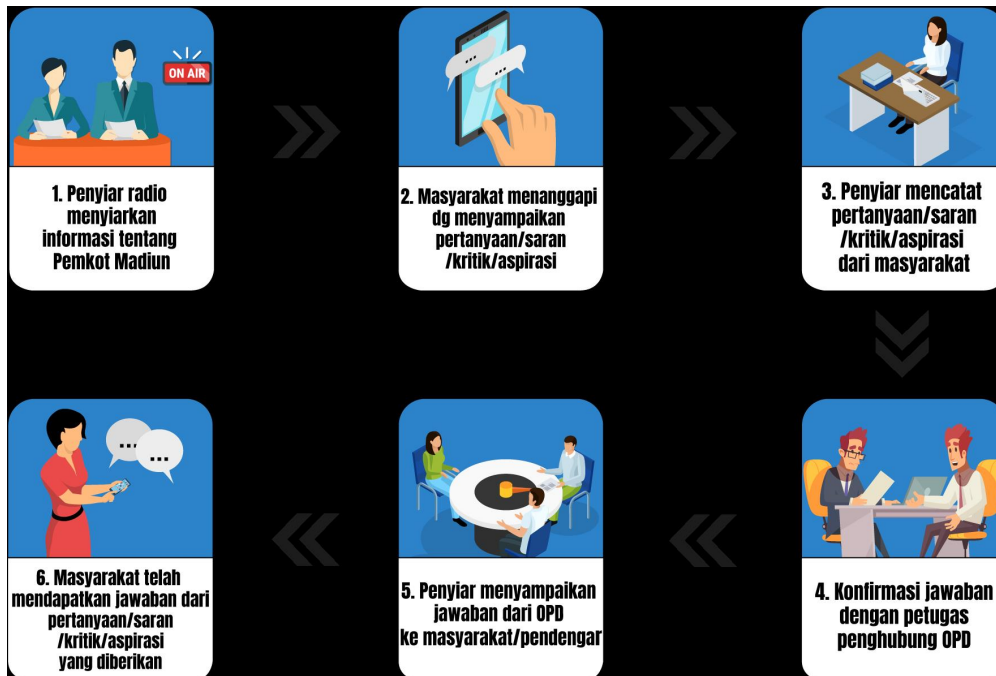 ON AIR
1. Penyiar radio
menyiarkan
informasi tentang
Pemkot Madiun
2. Masyarakat menanggapi
dg menyampaikan
pertanyaan/saran
/kritik/aspirasi
3. Penyiar mencatat
pertanyaan/saran
/kritik/aspirasi
dari masyarakat
4. Konfirmasi jawaban
dengan petugas
penghubung OPD
5. Penyiar menyampaikan
jawaban dari OPD
ke masyarakat/pendengar
6. Masyarakat telah
mendapatkan jawaban dari
pertanyaan/saran
/kritik/aspirasi
yang diberikan